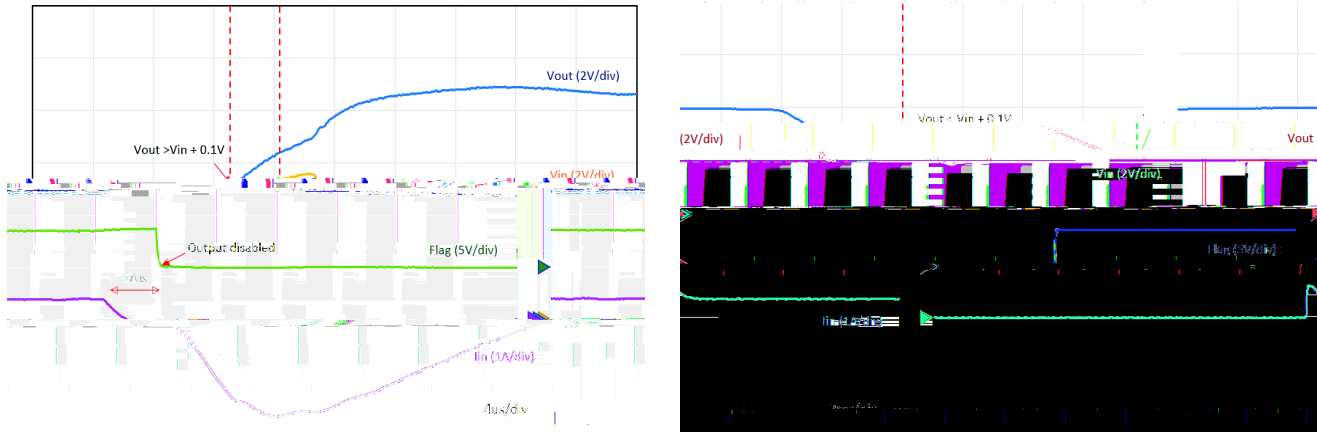 Vout (2V/div)
Vout >Vin + 0.1V
Vin (2V/div)
Output disabled
Flag (5V/div)
Iin (1A/div)
4us/div
Vout < Vin + 0.1V
(2V/div)
Vout
Vin (2V/div)